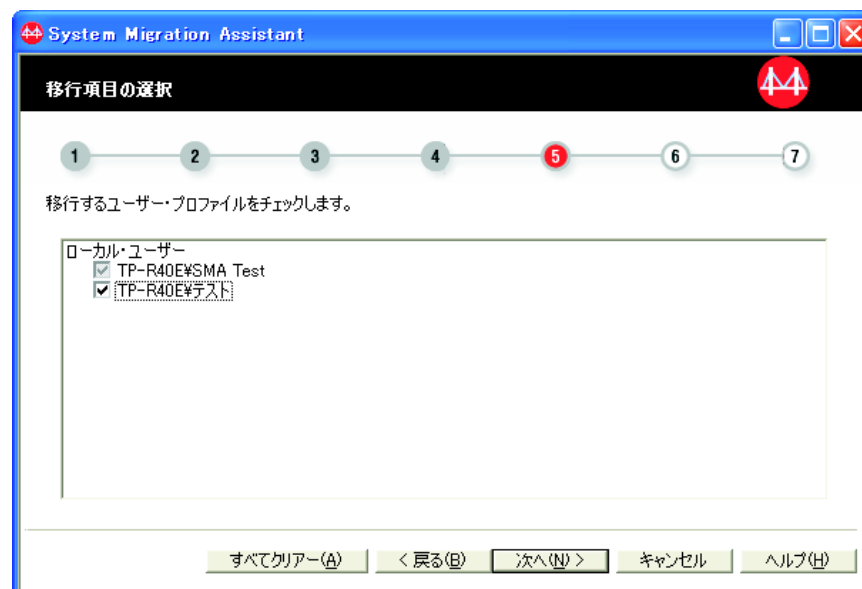 System Migration Assistant
移行項目の選択
1 2 3 4 5 6 7
移行するユーザー・プロファイルをチェックします。
ローカル・ユーザー
TP-R40E¥SMA Test
TP-R40E¥テスト
すべてクリアー(A) < 戻る(B) 次へ(N) > キャンセル ヘルプ(H)